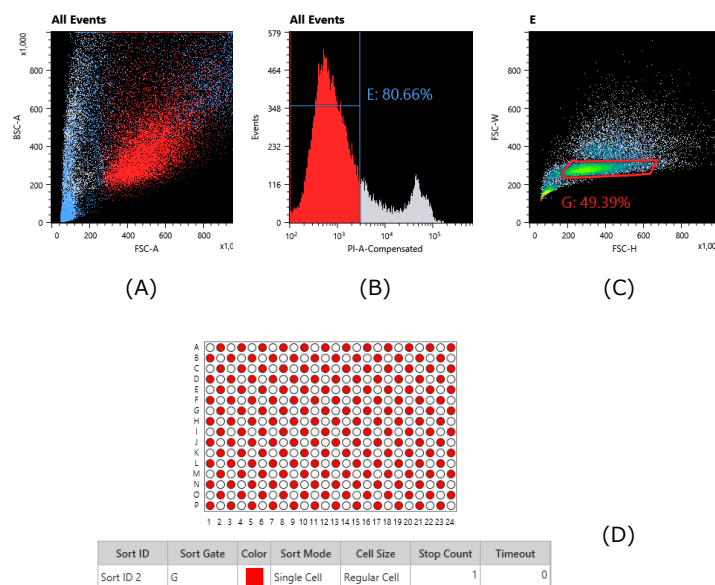 All Events
x1,000
BSC-A
800
600
400
200
0
0 200 400 600 800 x1,0
FSC-A
(A)
All Events
Events
579
464
348
232
116
0
E: 80.66%
10² 10³ 10⁴ 10⁵
PI-A-Compensated
(B)
E
x1,000
FSC-W
800
600
400
200
0
G: 49.39%
0 200 400 600 800 x1,00
FSC-H
(C)
A
B
C
D
E
F
G
H
I
J
K
L
M
N
O
P
1 2 3 4 5 6 7 8 9 10 11 12 13 14 15 16 17 18 19 20 21 22 23 24
(D)
Sort ID Sort Gate Color Sort Mode Cell Size Stop Count Timeout
Sort ID 2 G Single Cell Regular Cell 1 0